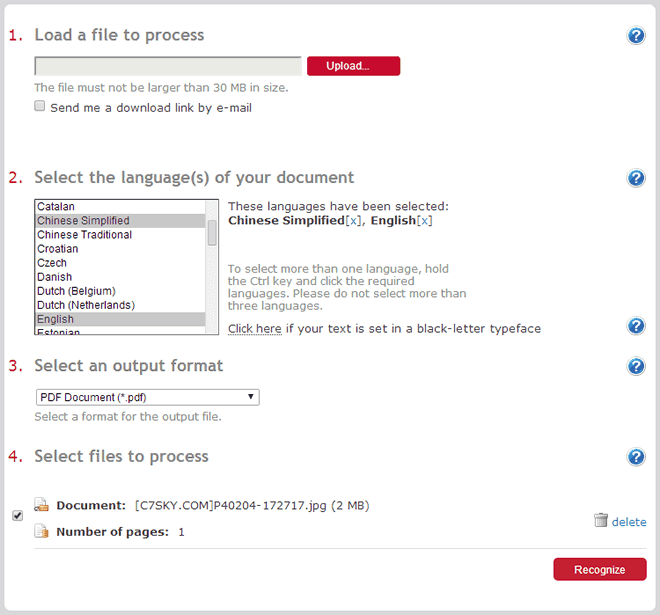 1. Load a file to process
Upload...
The file must not be larger than 30 MB in size.
Send me a download link by e-mail
2. Select the language(s) of your document
Catalan
Chinese Simplified
Chinese Traditional
Croatian
Czech
Danish
Dutch (Belgium)
Dutch (Netherlands)
English
Estonian
These languages have been selected:
Chinese Simplified[x], English[x]
To select more than one language, hold
the Ctrl key and click the required
languages. Please do not select more than
three languages.
Click here if your text is set in a black-letter typeface
3. Select an output format
PDF Document (*.pdf)
Select a format for the output file.
4. Select files to process
Document: [C7SKY.COM]P40204-172717.jpg (2 MB)
Number of pages: 1
delete
Recognize